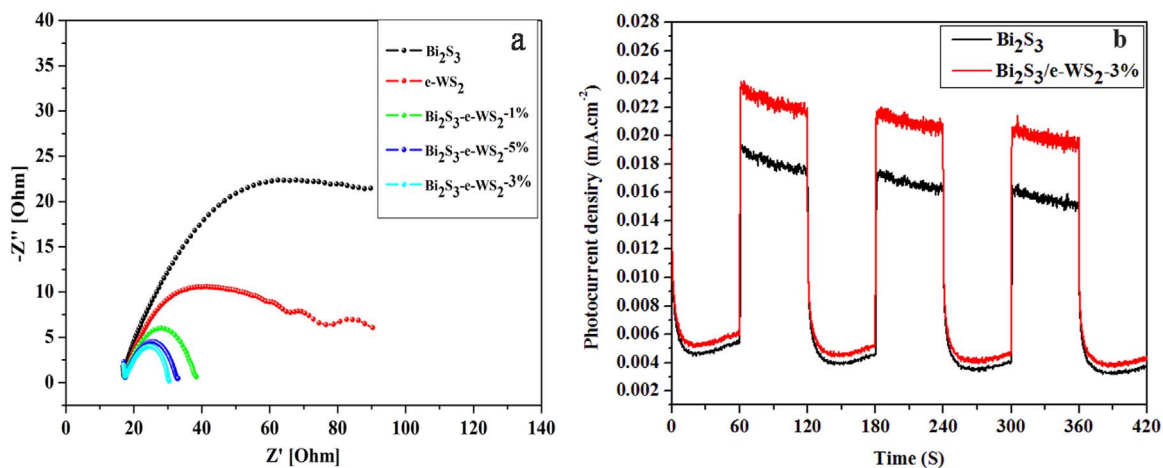 a
40
35
30
25
20
15
10
5
0
-Z'' [Ohm]
Bi₂S₃
e-WS₂
Bi₂S₃-e-WS₂-1%
Bi₂S₃-e-WS₂-5%
Bi₂S₃-e-WS₂-3%
0 20 40 60 80 100 120 140
Z' [Ohm]
b
0.028
0.026
0.024
0.022
0.020
0.018
0.016
0.014
0.012
0.010
0.008
0.006
0.004
0.002
Photocurrent densiry (mA.cm⁻²)
Bi₂S₃
Bi₂S₃/e-WS₂-3%
0 60 120 180 240 300 360 420
Time (S)